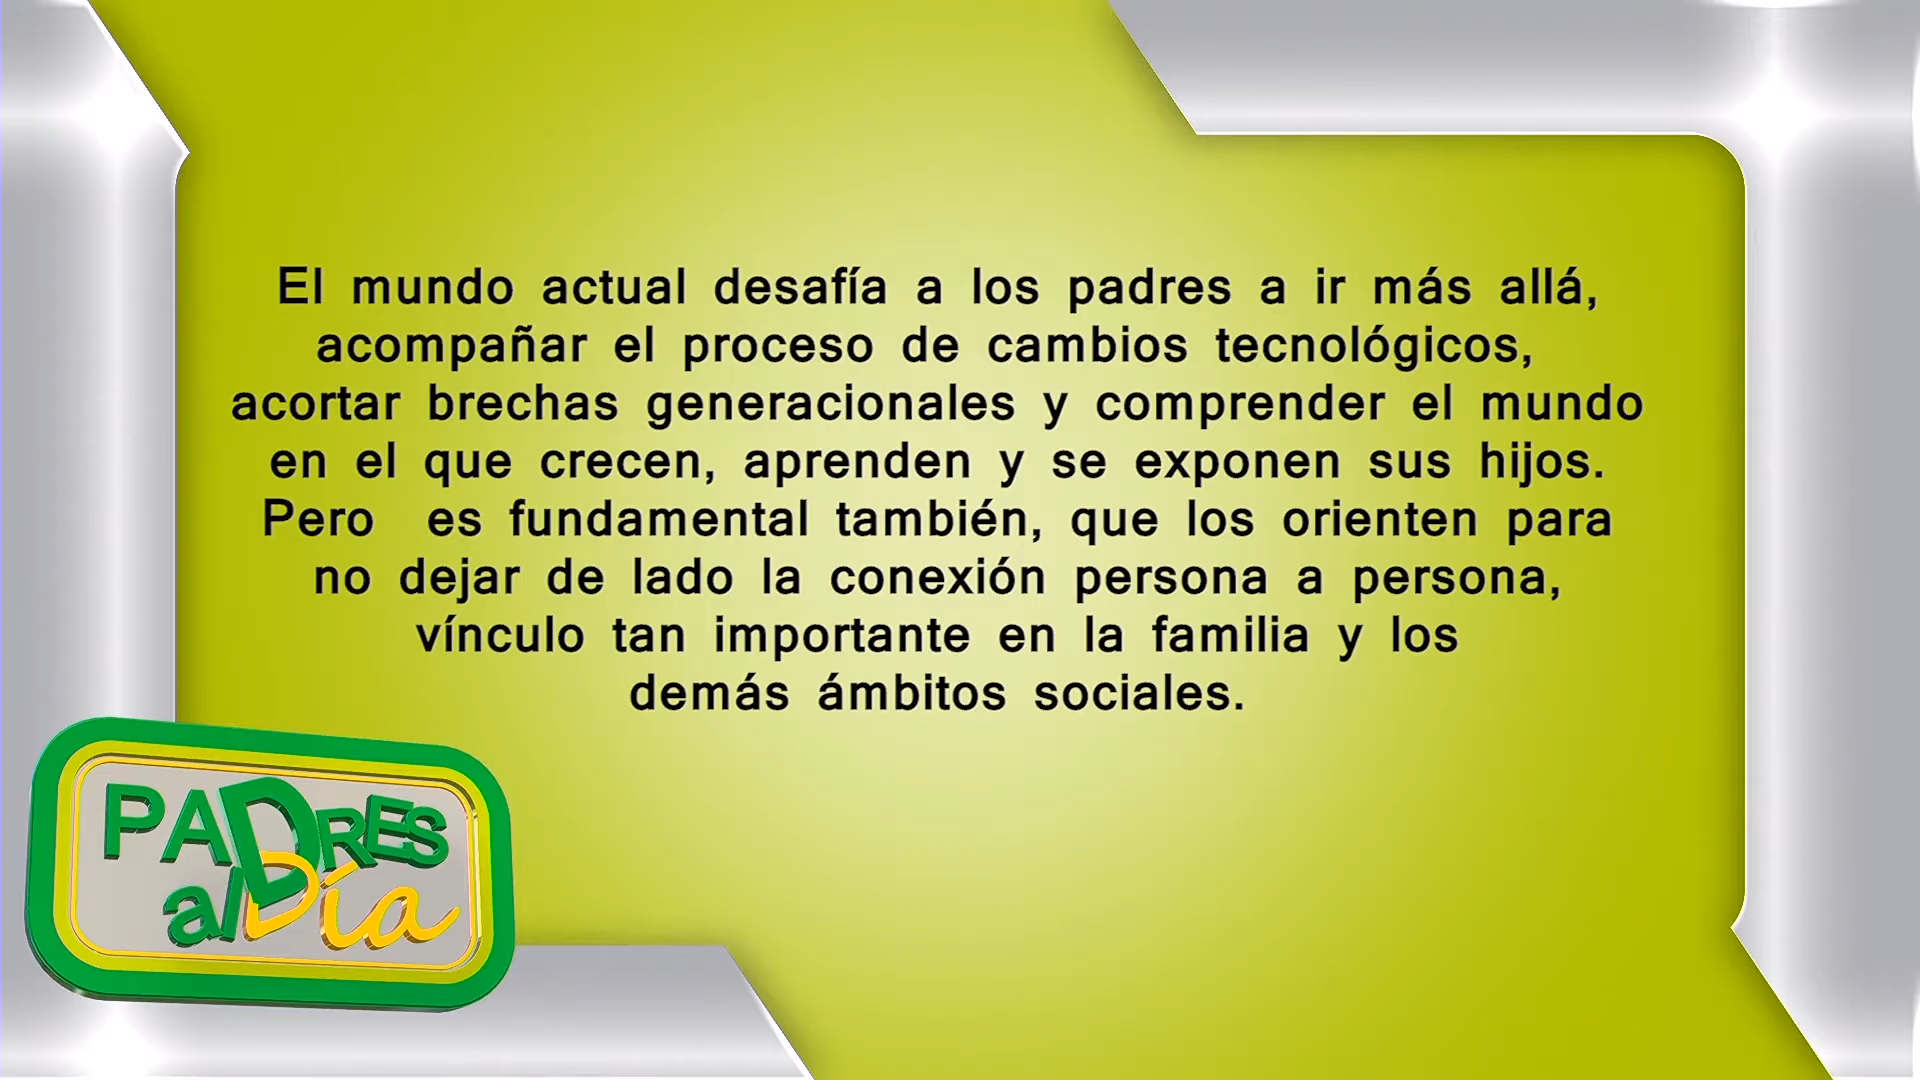 El mundo actual desafía a los padres a ir más allá,
acompañar el proceso de cambios tecnológicos,
acortar brechas generacionales y comprender el mundo
en el que crecen, aprenden y se exponen sus hijos.
Pero es fundamental también, que los orienten para
no dejar de lado la conexión persona a persona,
vínculo tan importante en la familia y los
demás ámbitos sociales.
PADRES
al Día